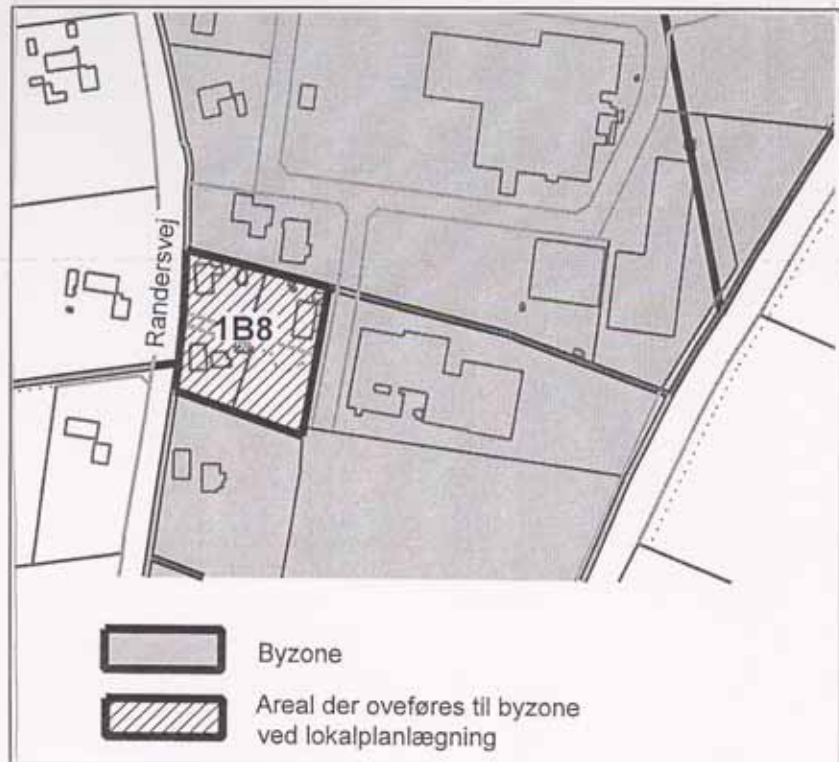 Randersvej
1B8
Byzone
Areal der oveføres til byzone
ved lokalplanlægning